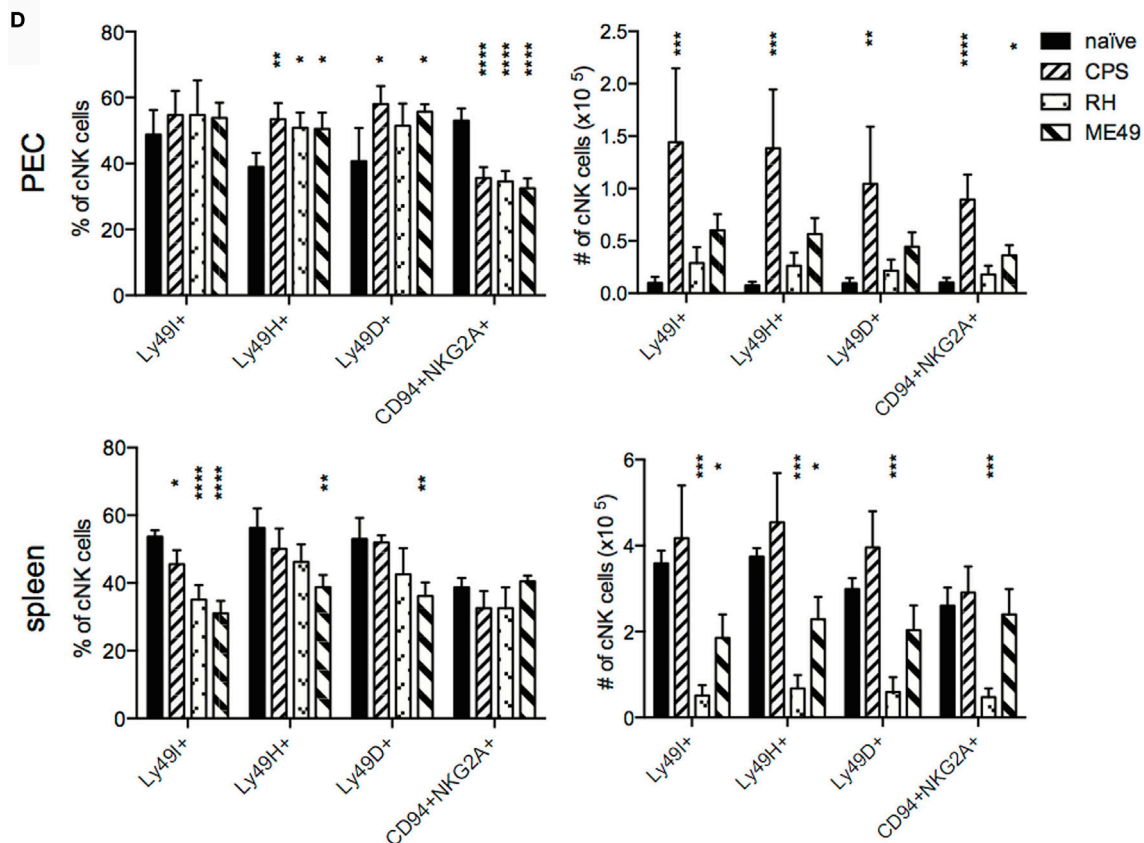 D
PEC
% of cNK cells
80
60
40
20
0
** * *
* *
**** **** ****
Ly49I+
Ly49H+
Ly49D+
CD94+NKG2A+
# of cNK cells (x10 5)
2.5
2.0
1.5
1.0
0.5
0.0
***
***
**
**** *
Ly49I+
Ly49H+
Ly49D+
CD94+NKG2A+
naïve
CPS
RH
ME49
spleen
% of cNK cells
80
60
40
20
0
* **** ****
**
**
Ly49I+
Ly49H+
Ly49D+
CD94+NKG2A+
# of cNK cells (x10 5)
6
4
2
0
*** *
*** *
***
***
Ly49I+
Ly49H+
Ly49D+
CD94+NKG2A+